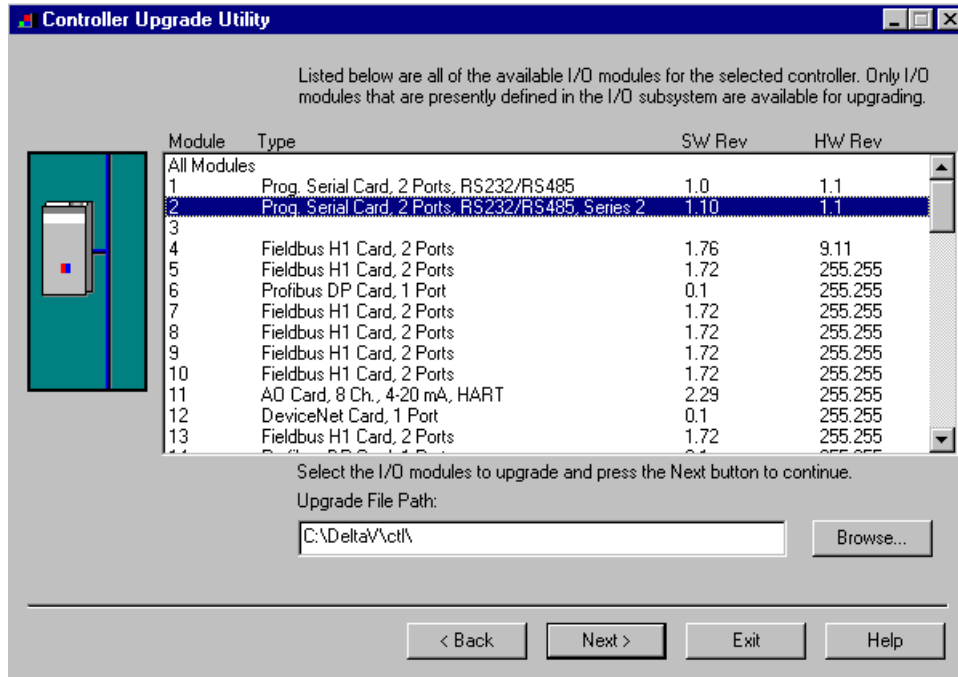 Controller Upgrade Utility
Listed below are all of the available I/O modules for the selected controller. Only I/O
modules that are presently defined in the I/O subsystem are available for upgrading.
Module Type SW Rev HW Rev
All Modules
1 Prog. Serial Card, 2 Ports, RS232/RS485 1.0 1.1
2 Prog. Serial Card, 2 Ports, RS232/RS485, Series 2 1.10 1.1
3
4 Fieldbus H1 Card, 2 Ports 1.76 9.11
5 Fieldbus H1 Card, 2 Ports 1.72 255.255
6 Profibus DP Card, 1 Port 0.1 255.255
7 Fieldbus H1 Card, 2 Ports 1.72 255.255
8 Fieldbus H1 Card, 2 Ports 1.72 255.255
9 Fieldbus H1 Card, 2 Ports 1.72 255.255
10 Fieldbus H1 Card, 2 Ports 1.72 255.255
11 AO Card, 8 Ch., 4-20 mA, HART 2.29 255.255
12 DeviceNet Card, 1 Port 0.1 255.255
13 Fieldbus H1 Card, 2 Ports 1.72 255.255
Select the I/O modules to upgrade and press the Next button to continue.
Upgrade File Path:
C:\DeltaV\ctl\
Browse...
< Back Next > Exit Help